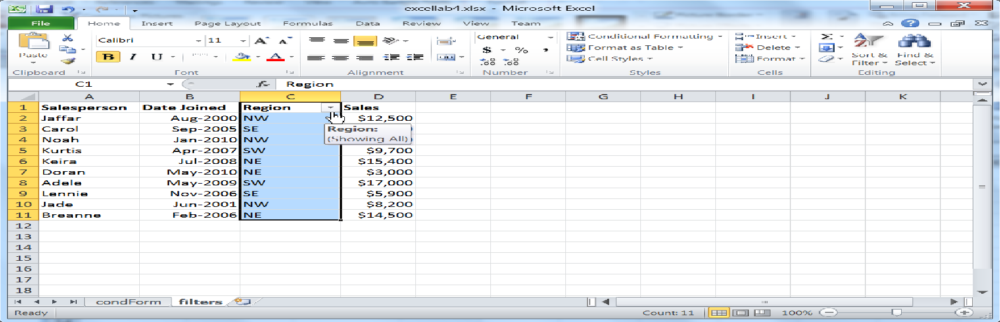 excellab4.xlsx - Microsoft Excel
File Home Insert Page Layout Formulas Data Review View Team
Calibri 11 General Conditional Formatting Insert Σ
Paste B I U $ % , Format as Table Delete Sort & Find &
Cell Styles Format Filter Select
Clipboard Font Alignment Number Styles Cells Editing
C1 fx Region
A B C D E F G H I J K
1 Salesperson Date Joined Region Sales
2 Jaffar Aug-2000 NW $12,500
3 Carol Sep-2005 SE
Region:
4 Noah Jan-2010 NW
(Showing All)
5 Kurtis Apr-2007 SW $9,700
6 Keira Jul-2008 NE $15,400
7 Doran May-2010 NE $3,000
8 Adele May-2009 SW $17,000
9 Lennie Nov-2006 SE $5,900
10 Jade Jun-2001 NW $8,200
11 Breanne Feb-2006 NE $14,500
12
13
14
15
16
17
18
condForm filters
Ready Count: 11 100%